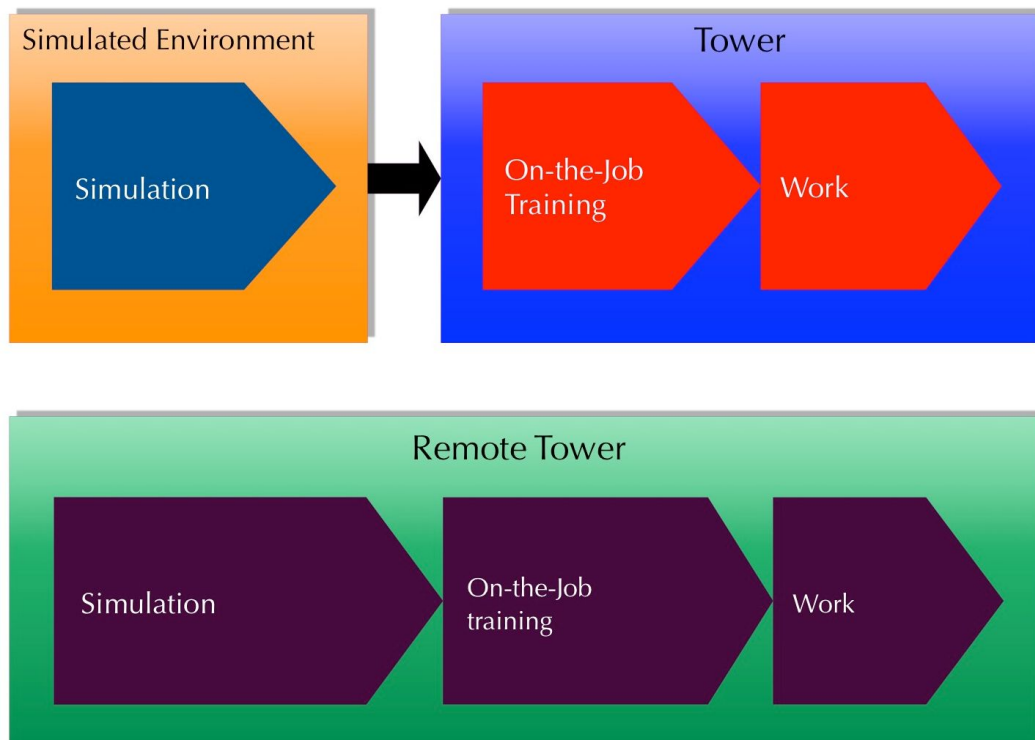 Simulated Environment
Simulation
Tower
On-the-Job
Training
Work
Remote Tower
Simulation
On-the-Job
training
Work